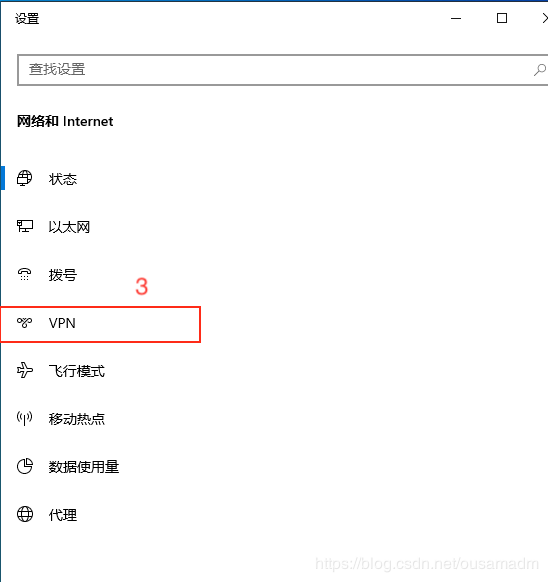 设置
查找设置
网络和 Internet
状态
以太网
拨号
3
VPN
飞行模式
移动热点
数据使用量
代理
https://blog.csdn.net/ousamadm